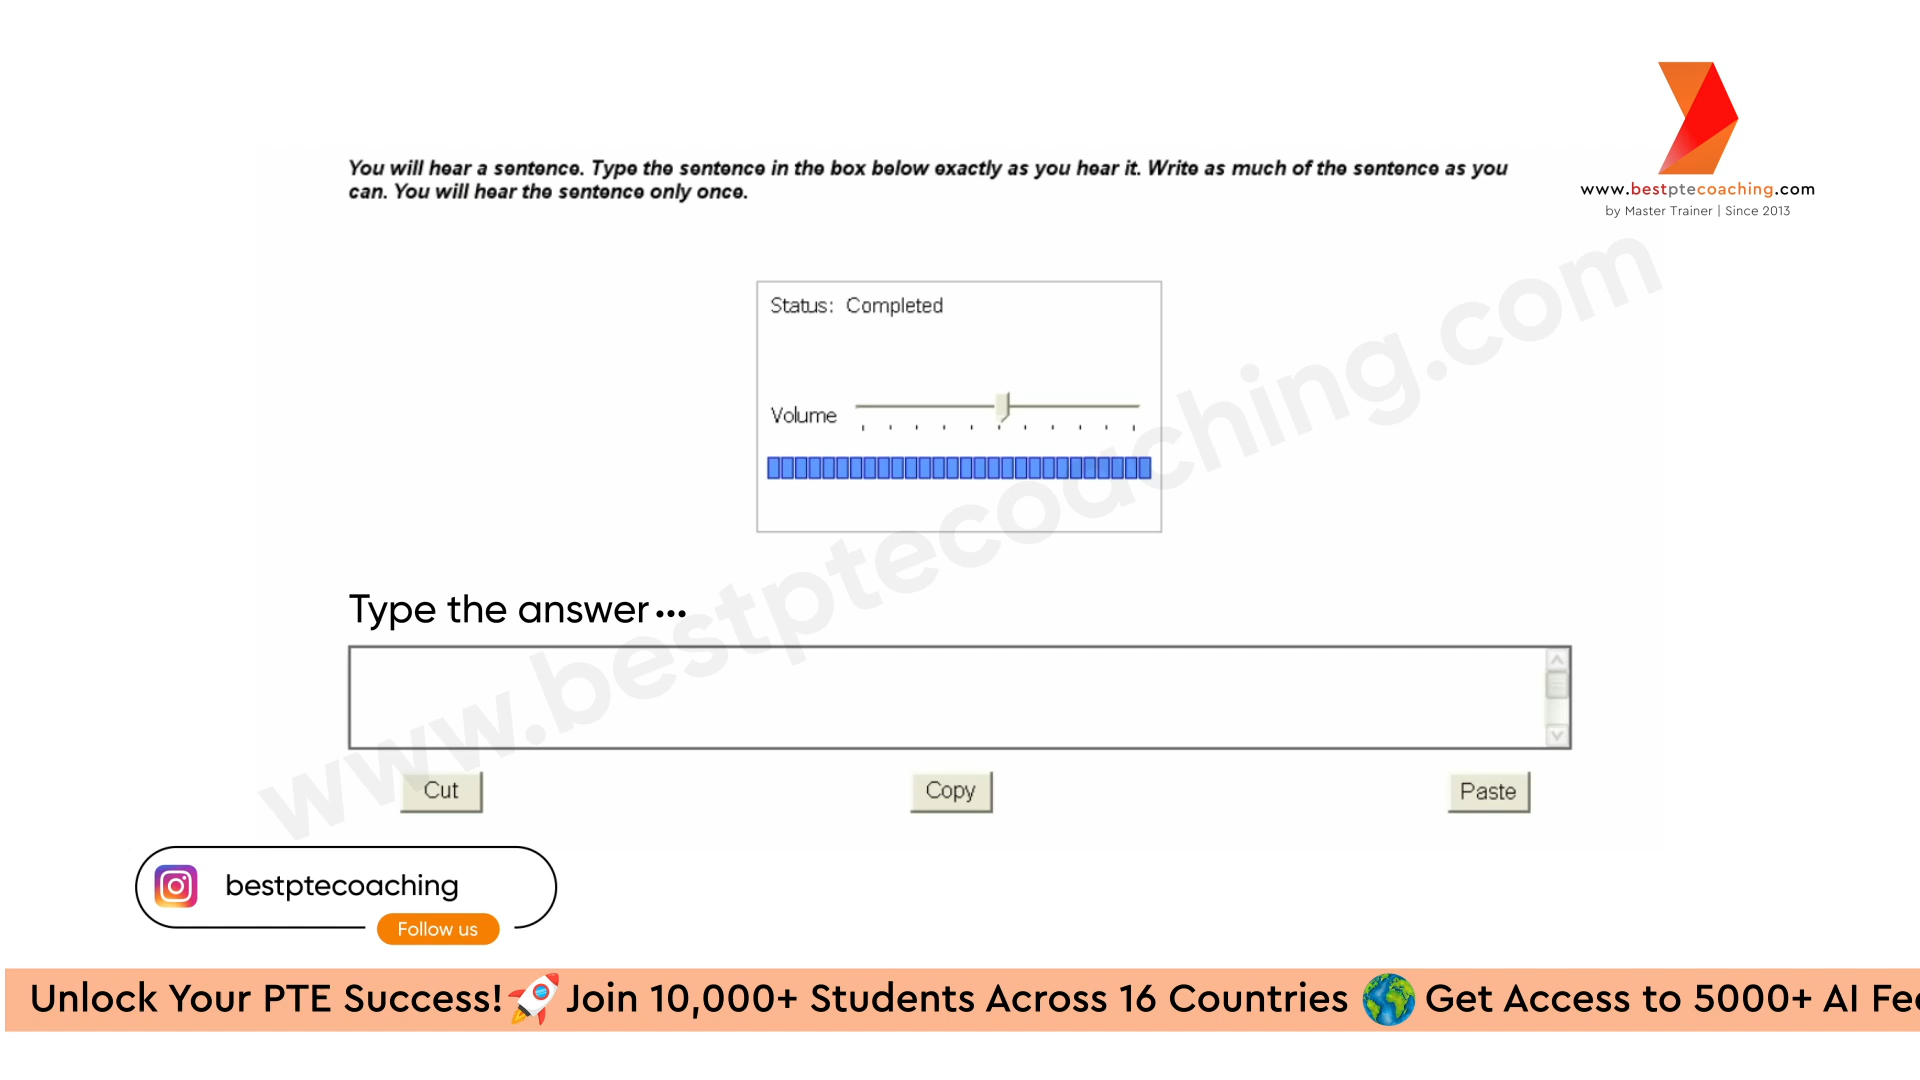 You will hear a sentence. Type the sentence in the box below exactly as you hear it. Write as much of the sentence as you
can. You will hear the sentence only once.
www.bestptecoaching.com
by Master Trainer | Since 2013
Status: Completed
Volume
www.bestptecoaching.com
Type the answer...
Cut
Copy
Paste
bestptecoaching
Follow us
Unlock Your PTE Success!🚀Join 10,000+ Students Across 16 Countries 🌍 Get Access to 5000+ AI